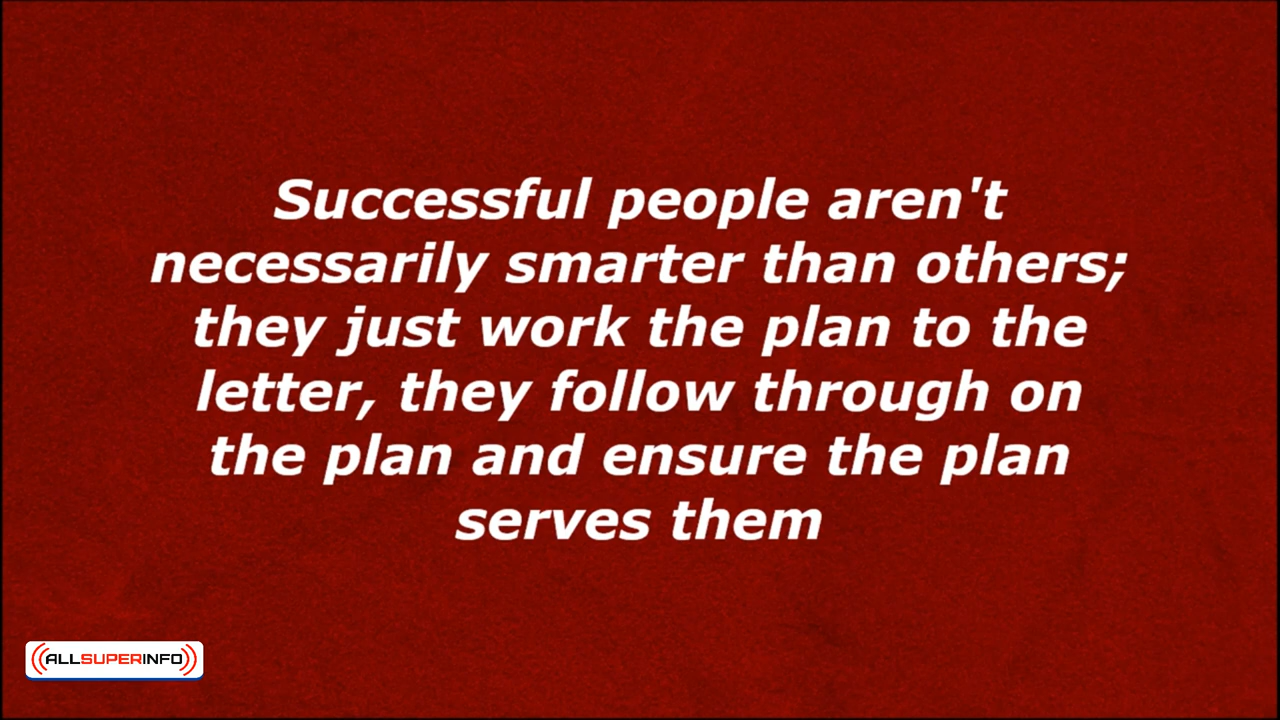 Successful people aren't
necessarily smarter than others;
they just work the plan to the
letter, they follow through on
the plan and ensure the plan
serves them
ALLSUPERINFO